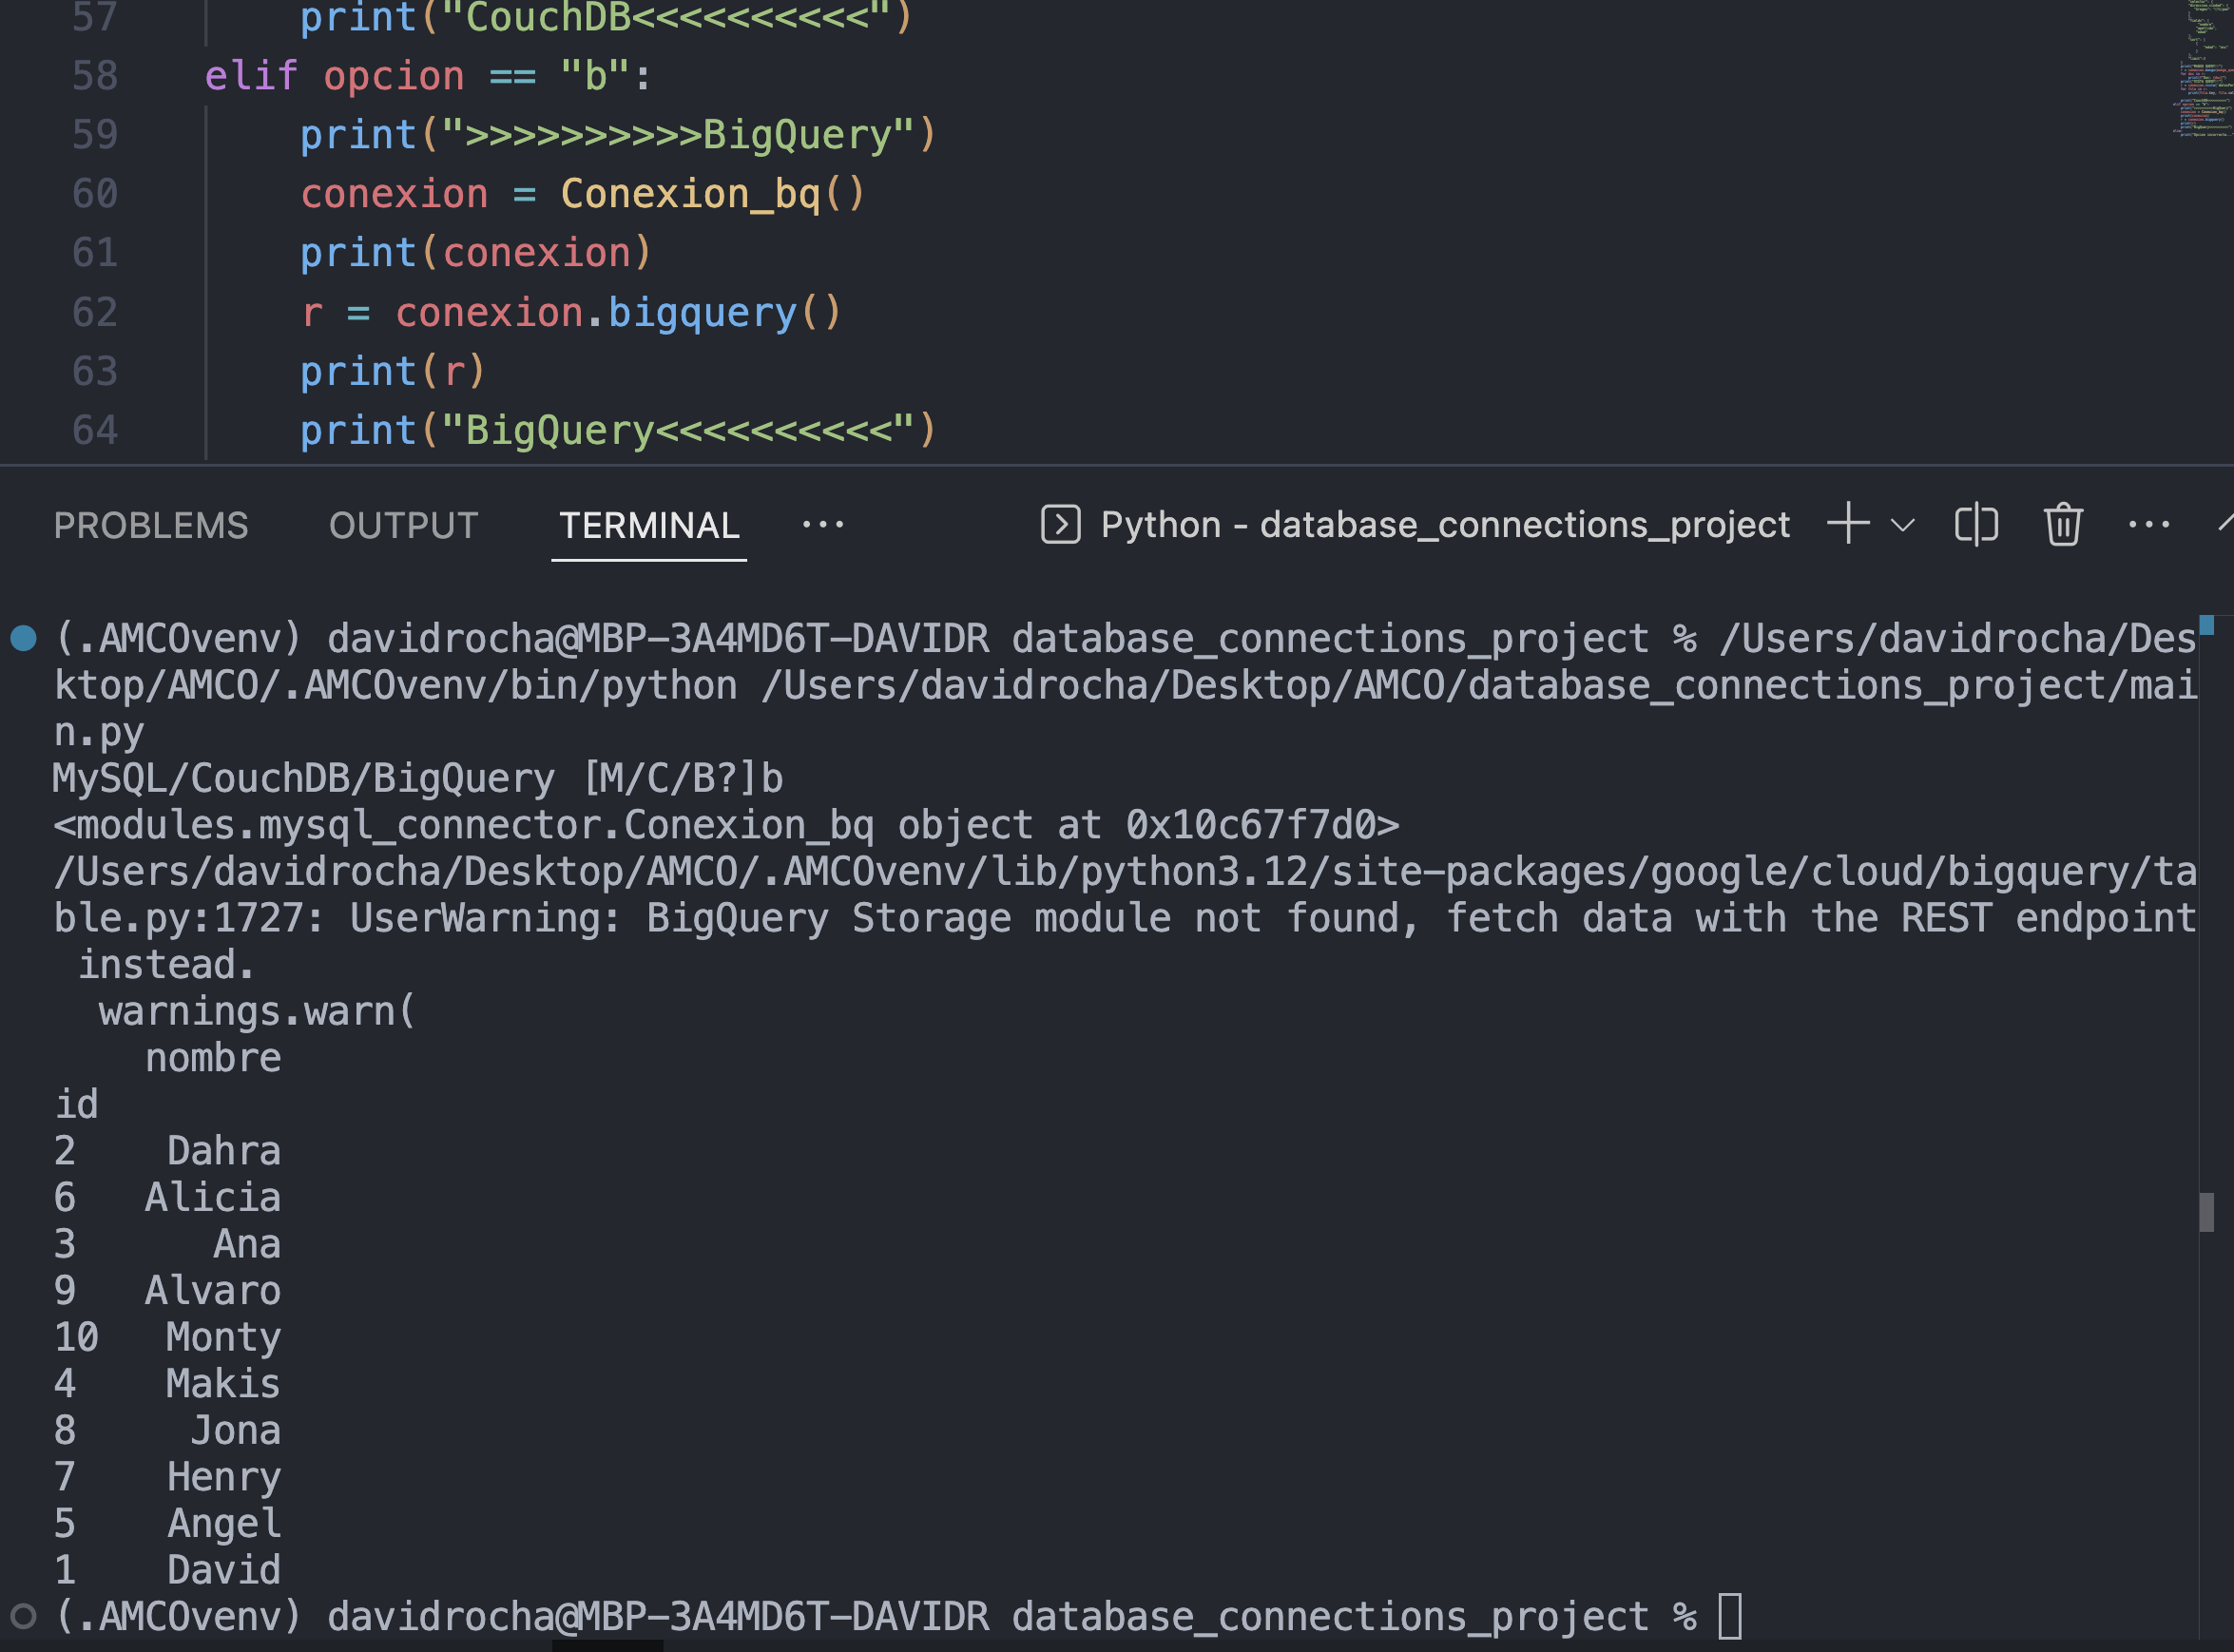 57 print("CouchDB<<<<<<<<<<")
58 elif opcion == "b":
59 print(">>>>>>>>>>BigQuery")
60 conexion = Conexion_bq()
61 print(conexion)
62 r = conexion.bigquery()
63 print(r)
64 print("BigQuery<<<<<<<<<<")
PROBLEMS OUTPUT TERMINAL ··· Python - database_connections_project
(.AMCOvenv) davidrocha@MBP-3A4MD6T-DAVIDR database_connections_project % /Users/davidrocha/Des
ktop/AMCO/.AMCOvenv/bin/python /Users/davidrocha/Desktop/AMCO/database_connections_project/mai
n.py
MySQL/CouchDB/BigQuery [M/C/B?]b
<modules.mysql_connector.Conexion_bq object at 0x10c67f7d0>
/Users/davidrocha/Desktop/AMCO/.AMCOvenv/lib/python3.12/site-packages/google/cloud/bigquery/ta
ble.py:1727: UserWarning: BigQuery Storage module not found, fetch data with the REST endpoint
instead.
warnings.warn(
nombre
id
2 Dahra
6 Alicia
3 Ana
9 Alvaro
10 Monty
4 Makis
8 Jona
7 Henry
5 Angel
1 David
(.AMCOvenv) davidrocha@MBP-3A4MD6T-DAVIDR database_connections_project %